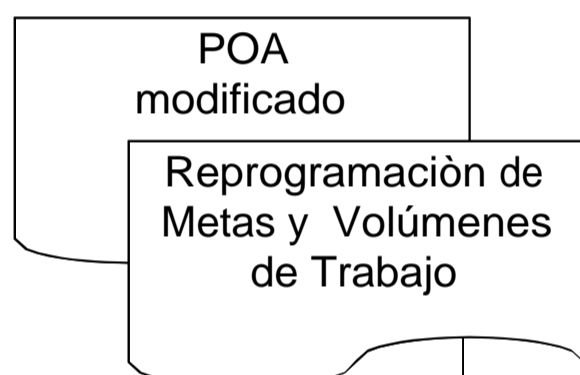 POA
modificado
Reprogramaciòn de
Metas y Volúmenes
de Trabajo